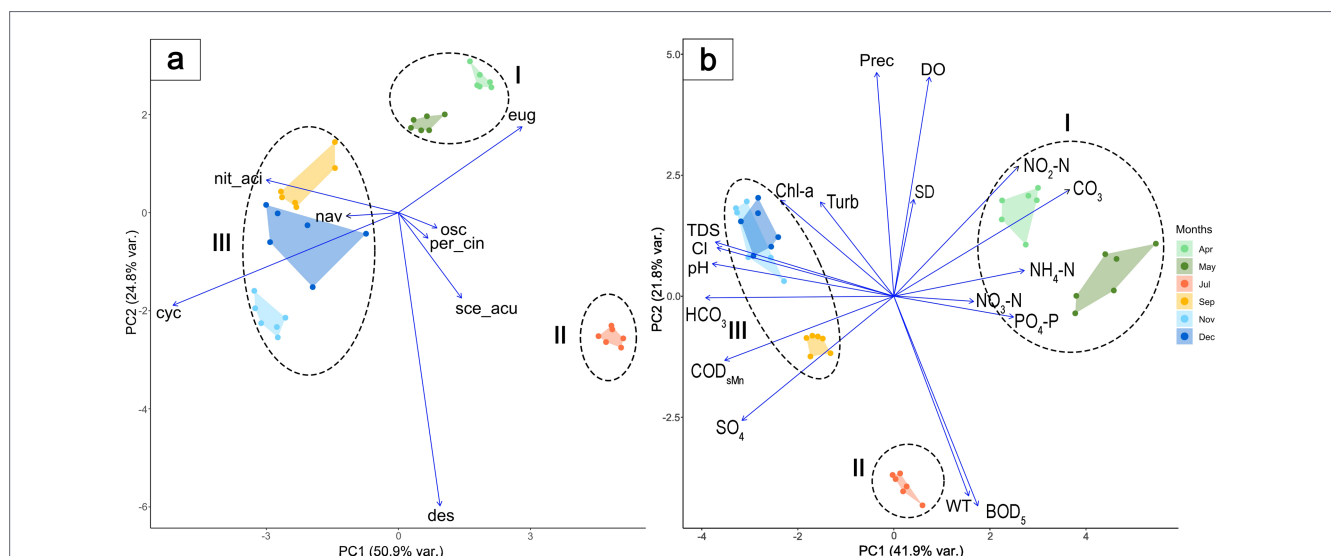 a
I
eug
nit_aci
nav
III
osc
per_cin
cyc
sce_acu
II
des
2
0
-2
-4
-6
-3
0
3
PC2 (24.8% var.)
PC1 (50.9% var.)
b
Prec
DO
I
NO2-N
CO3
Chl-a
Turb
SD
TDS
Cl
pH
NH4-N
NO3-N
HCO3
III
PO4-P
CODsMn
SO4
II
WT
BOD5
5.0
2.5
0.0
-2.5
-4
-2
0
2
4
PC2 (21.8% var.)
PC1 (41.9% var.)
Months
Apr
May
Jul
Sep
Nov
Dec